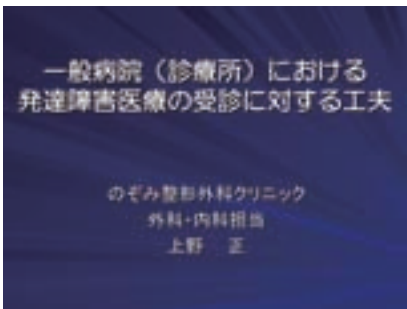 一般病院（診療所）における
発達障害医療の受診に対する工夫
のぞみ整形外科クリニック
外科・内科担当
上野　正